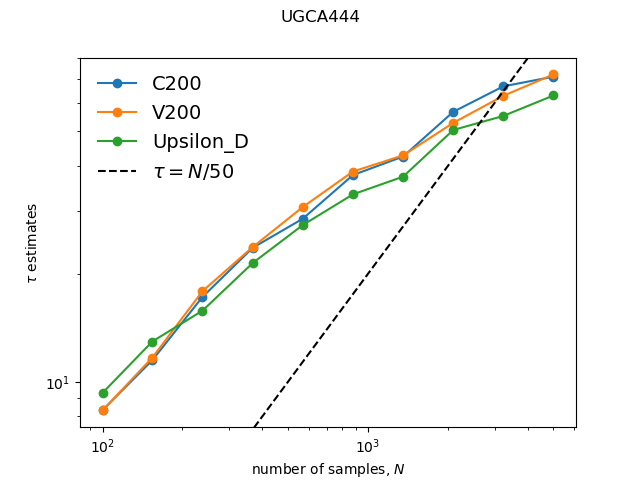 UGCA444
C200
V200
Upsilon_D
τ = N/50
τ estimates
10¹
10² 10³
number of samples, N